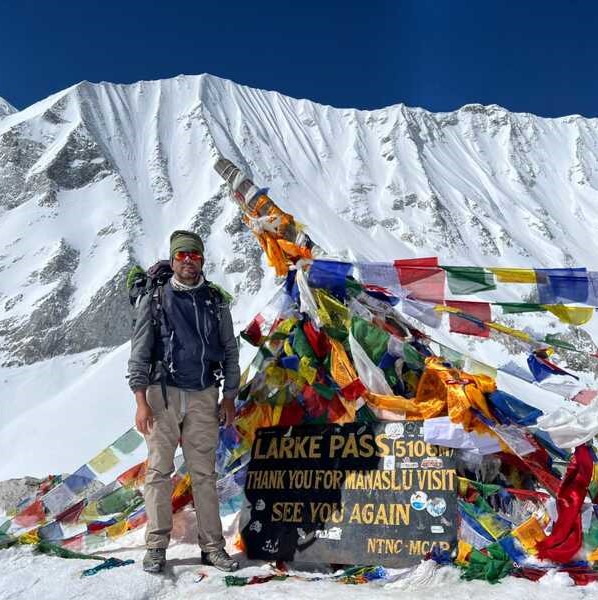 LARKE PASS (5106M)
THANK YOU FOR MANASLU VISIT
SEE YOU AGAIN
NTNC-MCAP